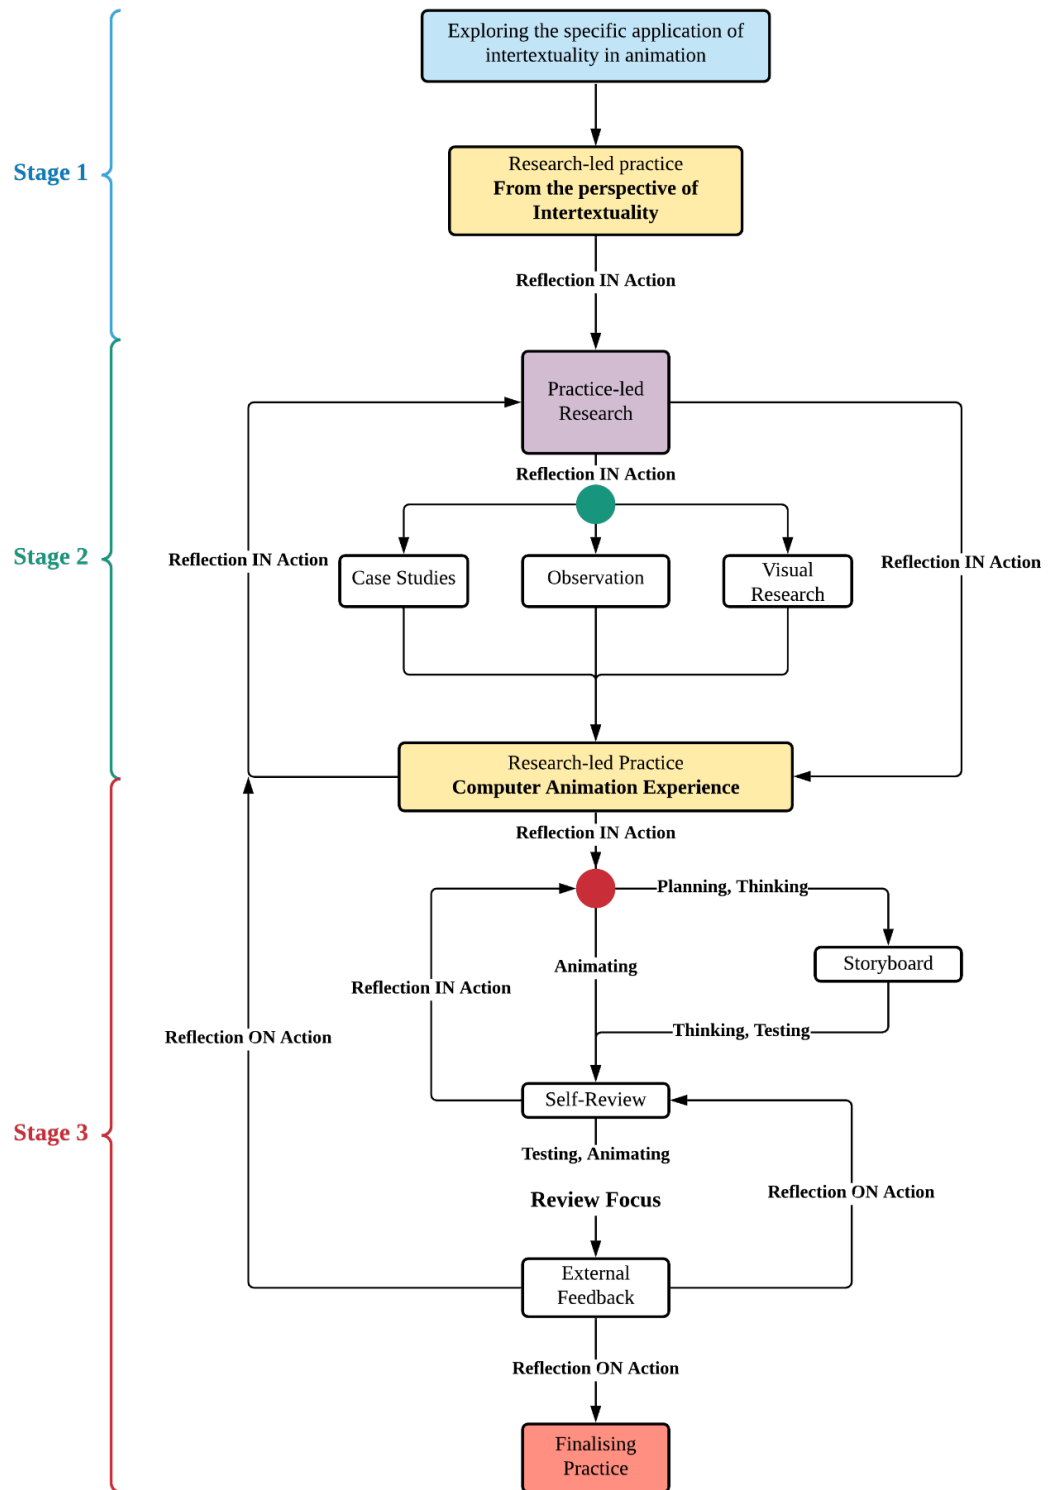 Exploring the specific application of
intertextuality in animation
Stage 1
Research-led practice
From the perspective of
Intertextuality
Reflection IN Action
Practice-led
Research
Reflection IN Action
Stage 2
Reflection IN Action
Case Studies
Observation
Visual
Research
Reflection IN Action
Research-led Practice
Computer Animation Experience
Reflection IN Action
Planning, Thinking
Storyboard
Animating
Reflection IN Action
Thinking, Testing
Reflection ON Action
Self-Review
Stage 3
Testing, Animating
Reflection ON Action
Review Focus
External
Feedback
Reflection ON Action
Finalising
Practice